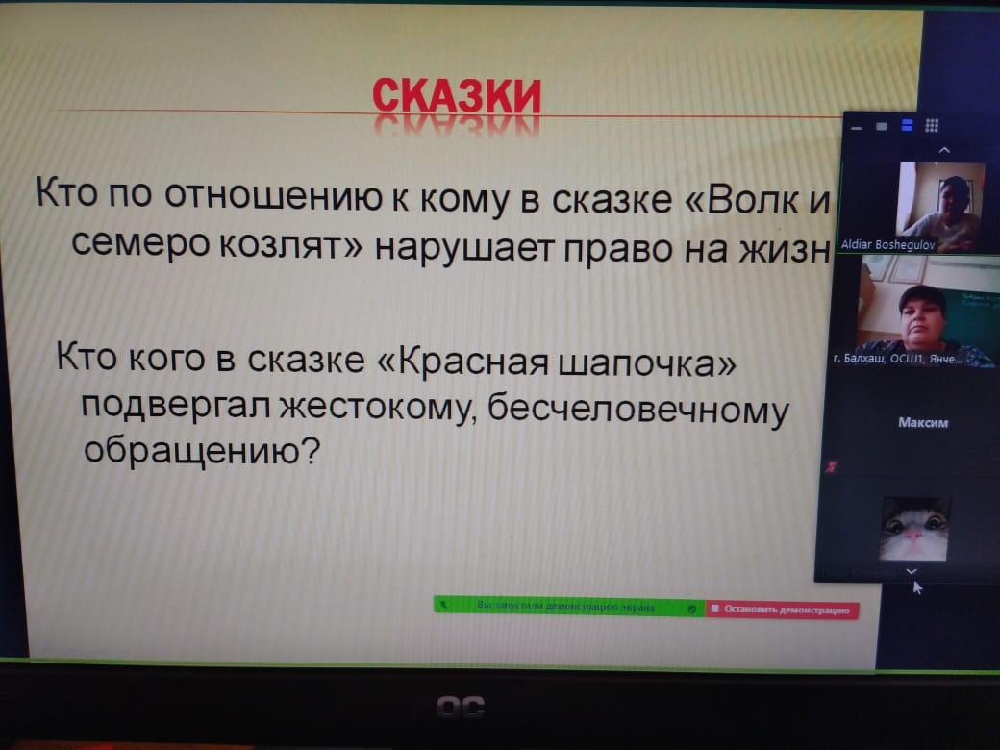 СКАЗКИ
Кто по отношению к кому в сказке «Волк и
семеро козлят» нарушает право на жизн
Кто кого в сказке «Красная шапочка»
подвергал жестокому, бесчеловечному
обращению?
Aldiar Boshegulov
г. Балхаш, ОСШ1, Янче...
Максим
Вы запустили демонстрацию экрана
Остановить демонстрацию
OC